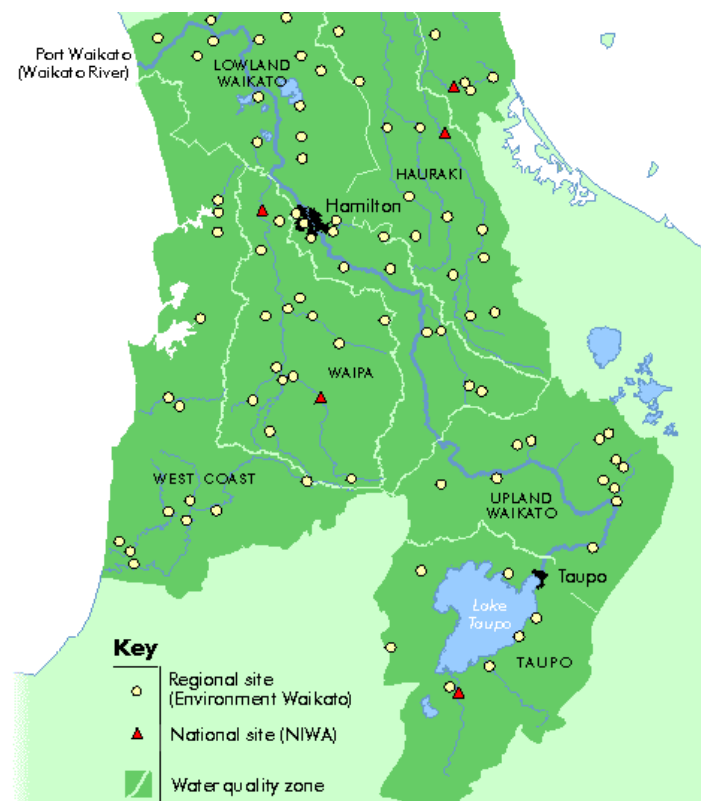 Port Waikato
(Waikato River)
LOWLAND
WAIKATO
HAURAKI
Hamilton
WAIPA
WEST COAST
UPLAND
WAIKATO
Taupo
Lake
Taupo
TAUPO
Key
Regional site
(Environment Waikato)
National site (NIWA)
Water quality zone